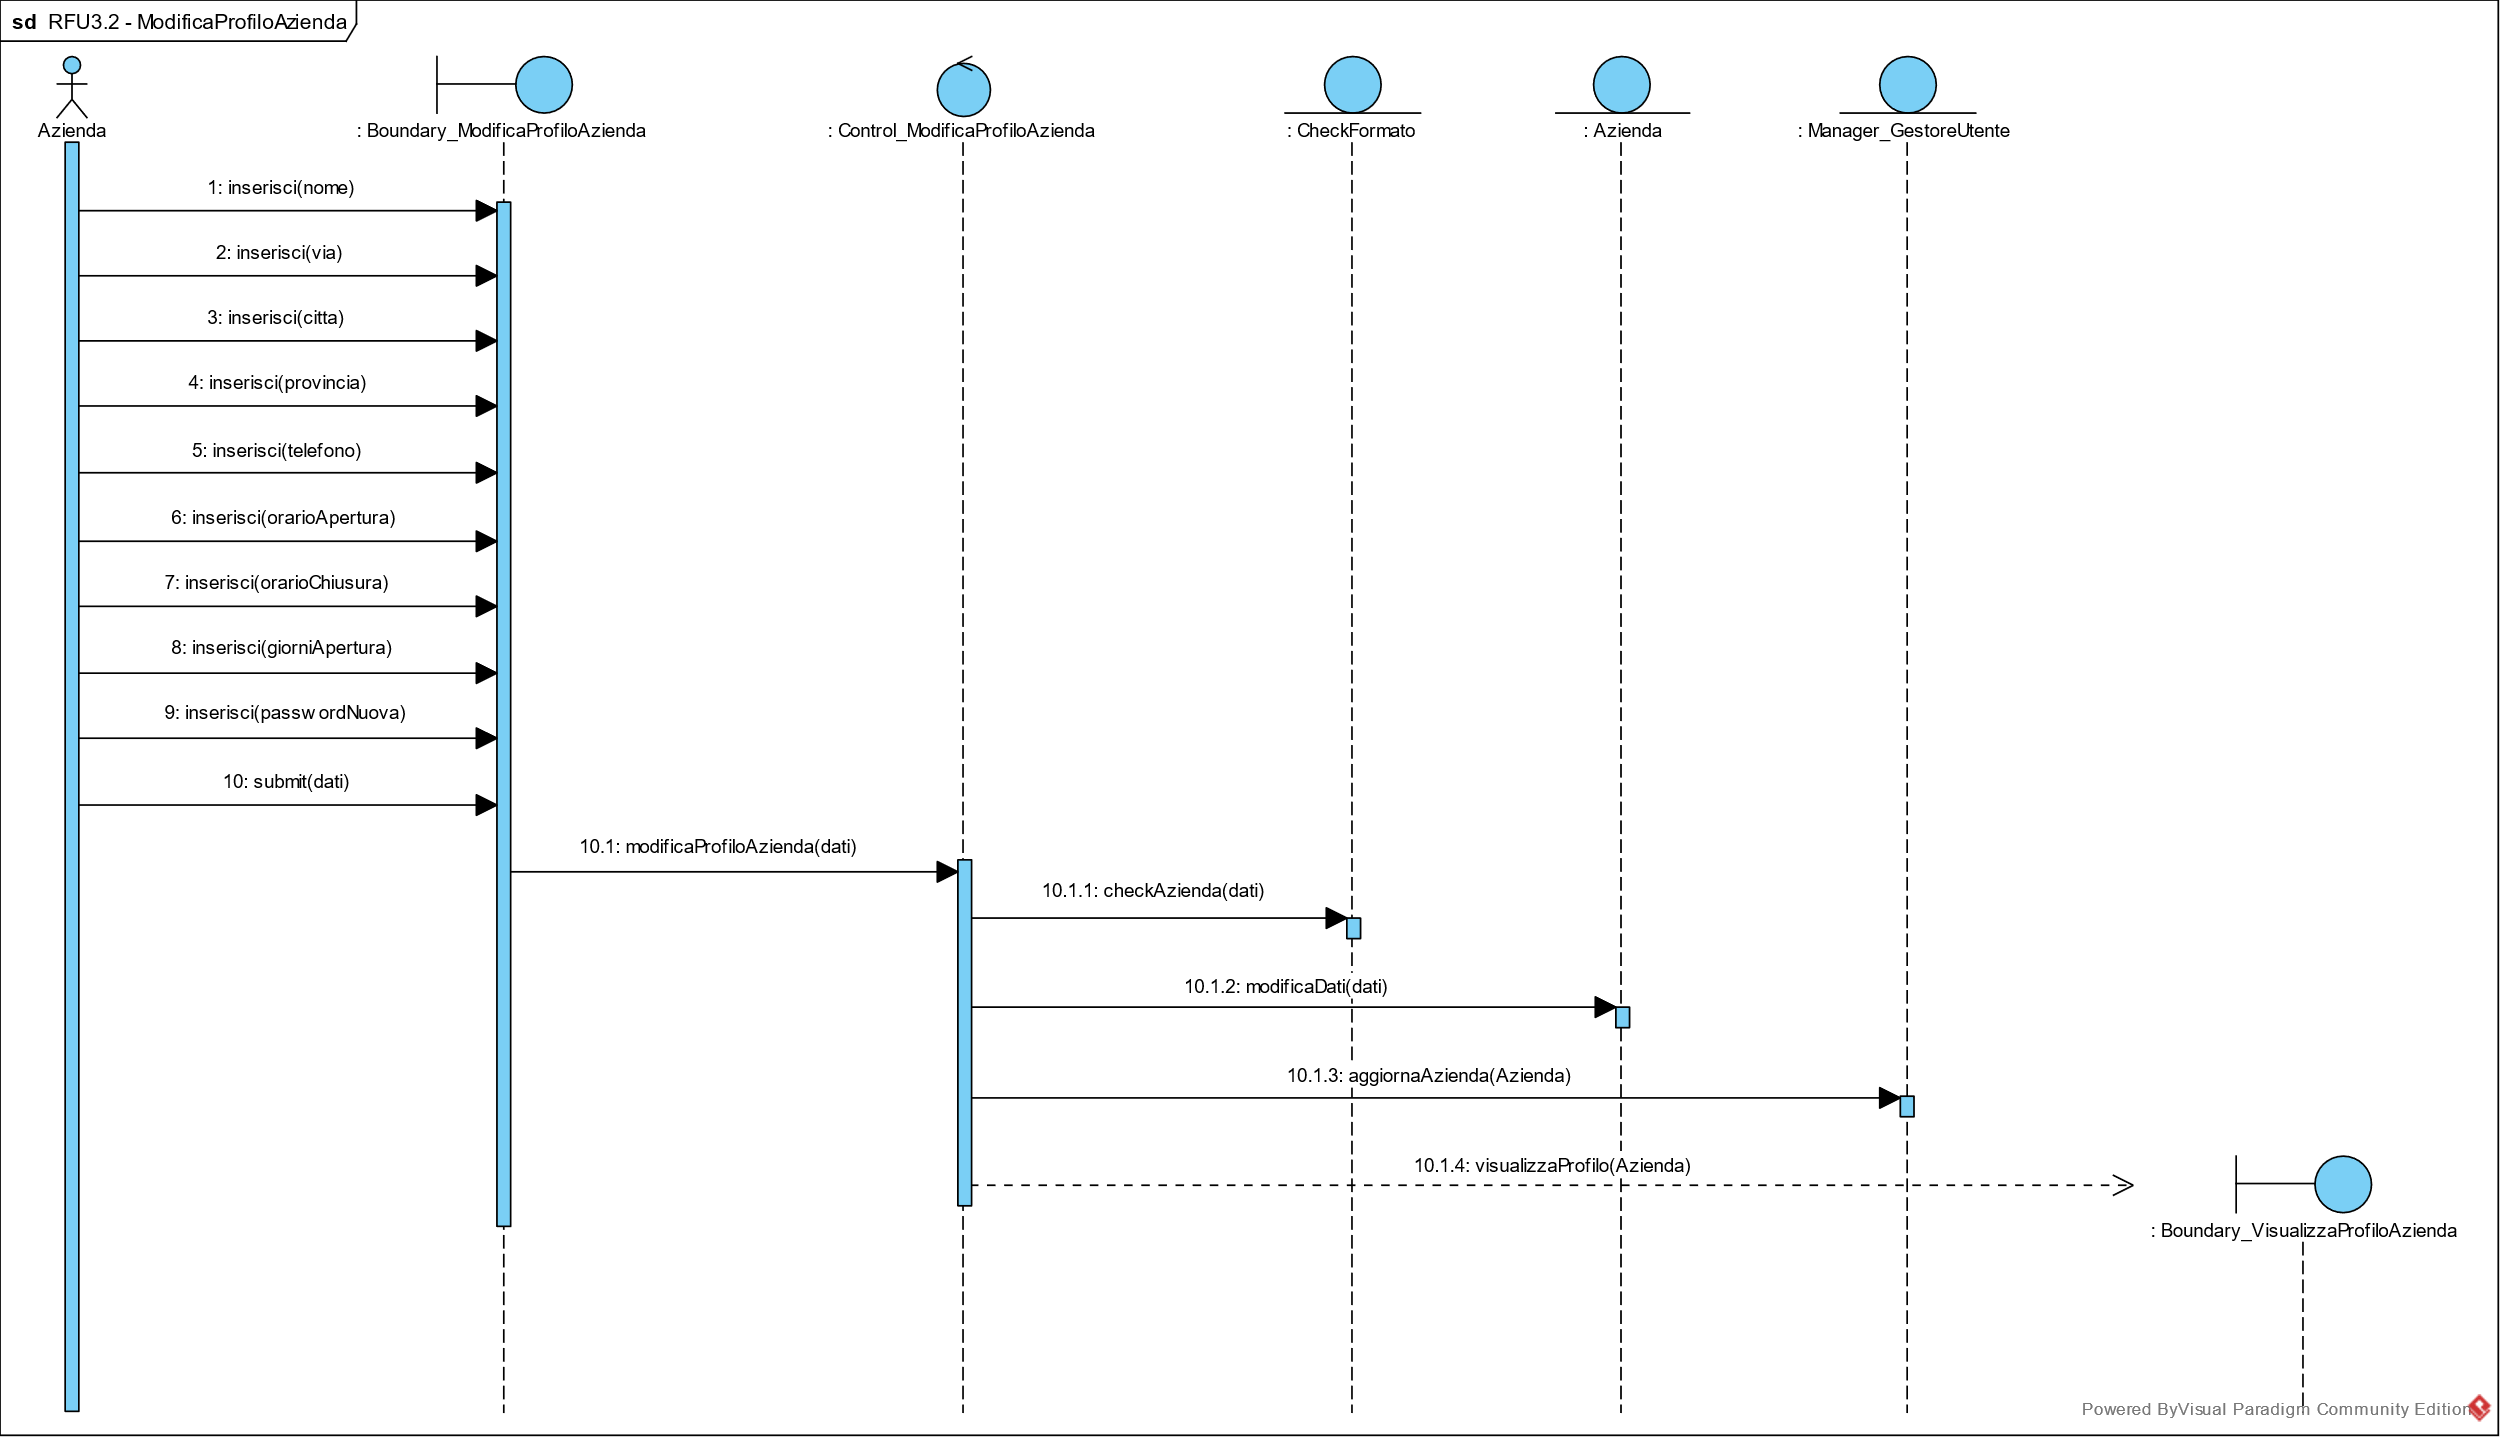 sd RFU3.2 - ModificaProfiloAzienda
Azienda
: Boundary_ModificaProfiloAzienda
: Control_ModificaProfiloAzienda
: CheckFormato
: Azienda
: Manager_GestoreUtente
1: inserisci(nome)
2: inserisci(via)
3: inserisci(citta)
4: inserisci(provincia)
5: inserisci(telefono)
6: inserisci(orarioApertura)
7: inserisci(orarioChiusura)
8: inserisci(giorniApertura)
9: inserisci(passwordNuova)
10: submit(dati)
10.1: modificaProfiloAzienda(dati)
10.1.1: checkAzienda(dati)
10.1.2: modificaDati(dati)
10.1.3: aggiornaAzienda(Azienda)
10.1.4: visualizzaProfilo(Azienda)
: Boundary_VisualizzaProfiloAzienda
Powered ByVisual Paradigm Community Edition